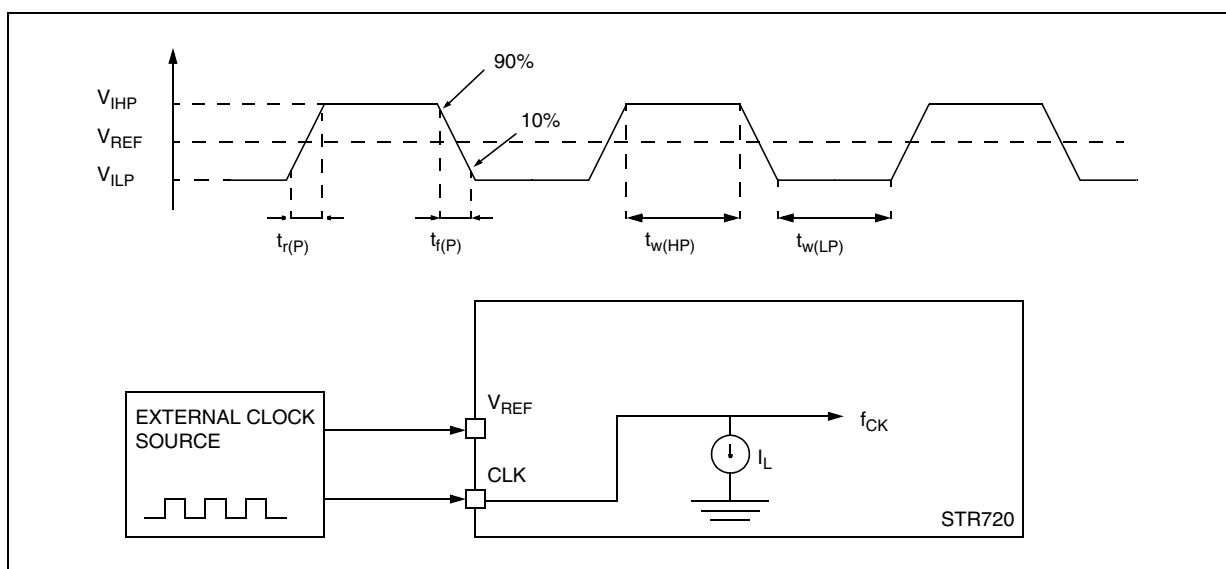 90%
V_IHP
10%
V_REF
V_ILP
t_r(P)
t_f(P)
t_w(HP)
t_w(LP)
EXTERNAL CLOCK
SOURCE
V_REF
CLK
f_CK
I_L
STR720